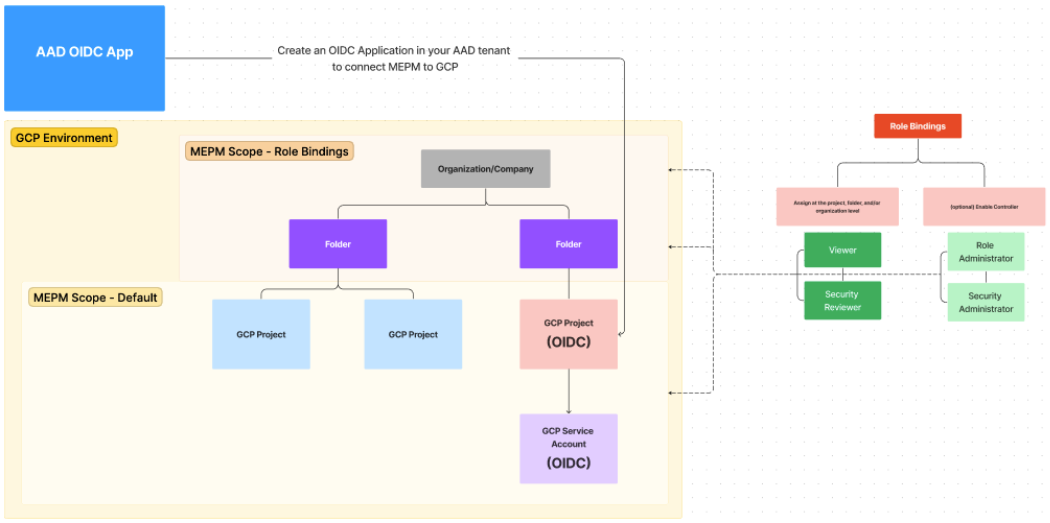 AAD OIDC App
Create an OIDC Application in your AAD tenant
to connect MEPM to GCP
GCP Environment
MEPM Scope - Role Bindings
Organization/Company
Folder
Folder
MEPM Scope - Default
GCP Project
GCP Project
GCP Project
(OIDC)
GCP Service
Account
(OIDC)
Role Bindings
Assign at the project, folder, and/or
organization level
(optional) Enable Controller
Viewer
Security
Reviewer
Role
Administrator
Security
Administrator